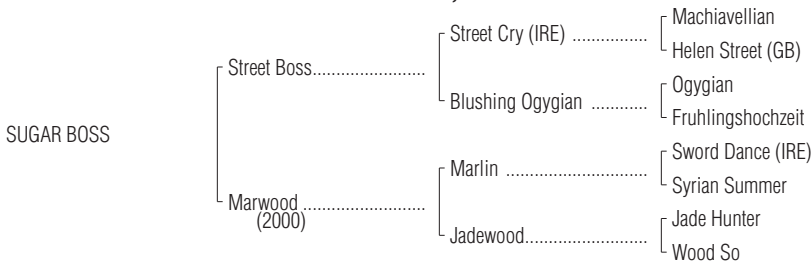 Machiavellian
Street Cry (IRE) ................
Helen Street (GB)
Street Boss........................
Ogygian
Blushing Ogygian ............
Fruhlingshochzeit
SUGAR BOSS
Sword Dance (IRE)
Marlin ..............................
Syrian Summer
Marwood ..........................
(2000)
Jade Hunter
Jadewood..........................
Wood So